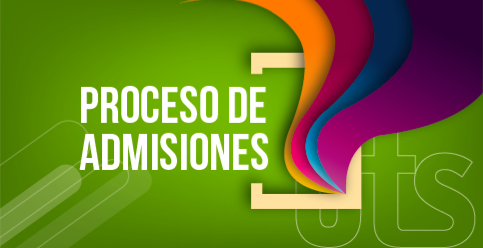 PROCESO DE
ADMISIONES
uts